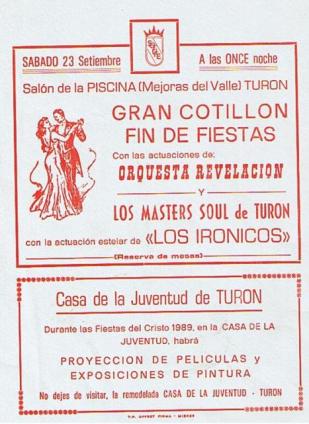 SABADO 23 Setiembre
A las ONCE noche
Salón de la PISCINA (Mejoras del Valle) TURON
GRAN COTILLON
FIN DE FIESTAS
Con las actuaciones de:
ORQUESTA REVELACION
Y
LOS MASTERS SOUL de TURON
con la actuación estelar de «LOS IRONICOS»
(Reserva de mesas)
Casa de la Juventud de TURON
Durante las Fiestas del Cristo 1989, en la CASA DE LA
JUVENTUD, habrá
PROYECCION DE PELICULAS y
EXPOSICIONES DE PINTURA
No dejes de visitar, la remodelada CASA DE LA JUVENTUD - TURON